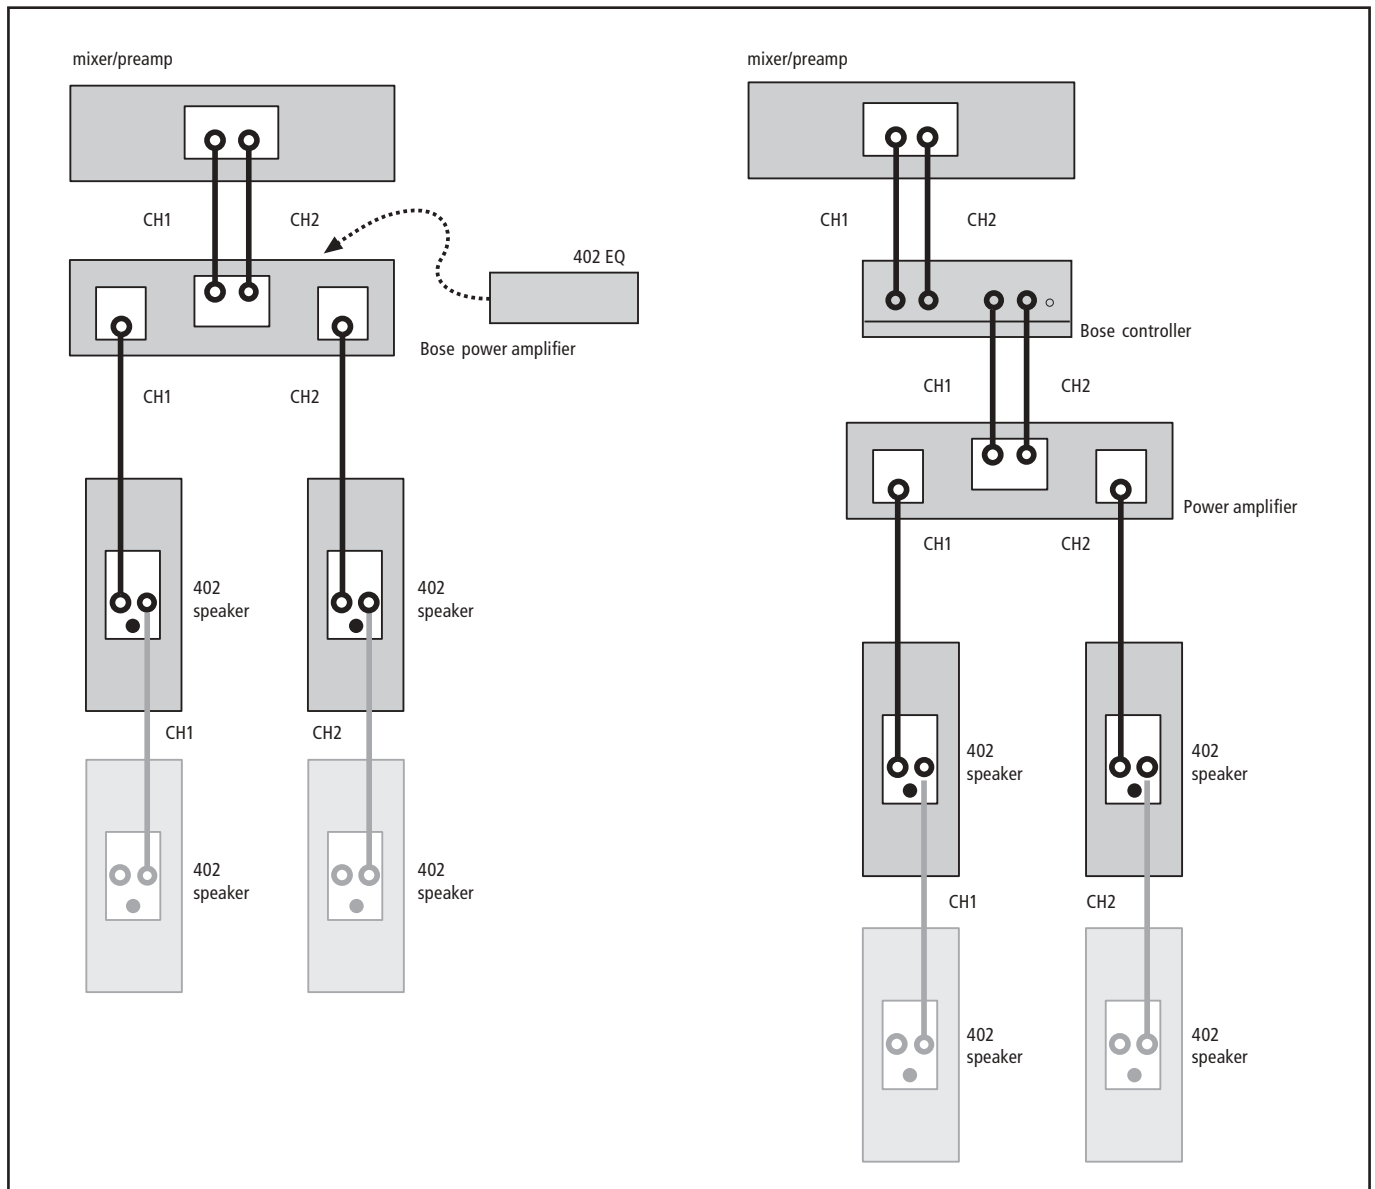 mixer/preamp
CH1
CH2
402 EQ
Bose power amplifier
CH1
CH2
402
speaker
402
speaker
CH1
CH2
402
speaker
402
speaker
mixer/preamp
CH1
CH2
Bose controller
CH1
CH2
Power amplifier
CH1
CH2
402
speaker
402
speaker
CH1
CH2
402
speaker
402
speaker